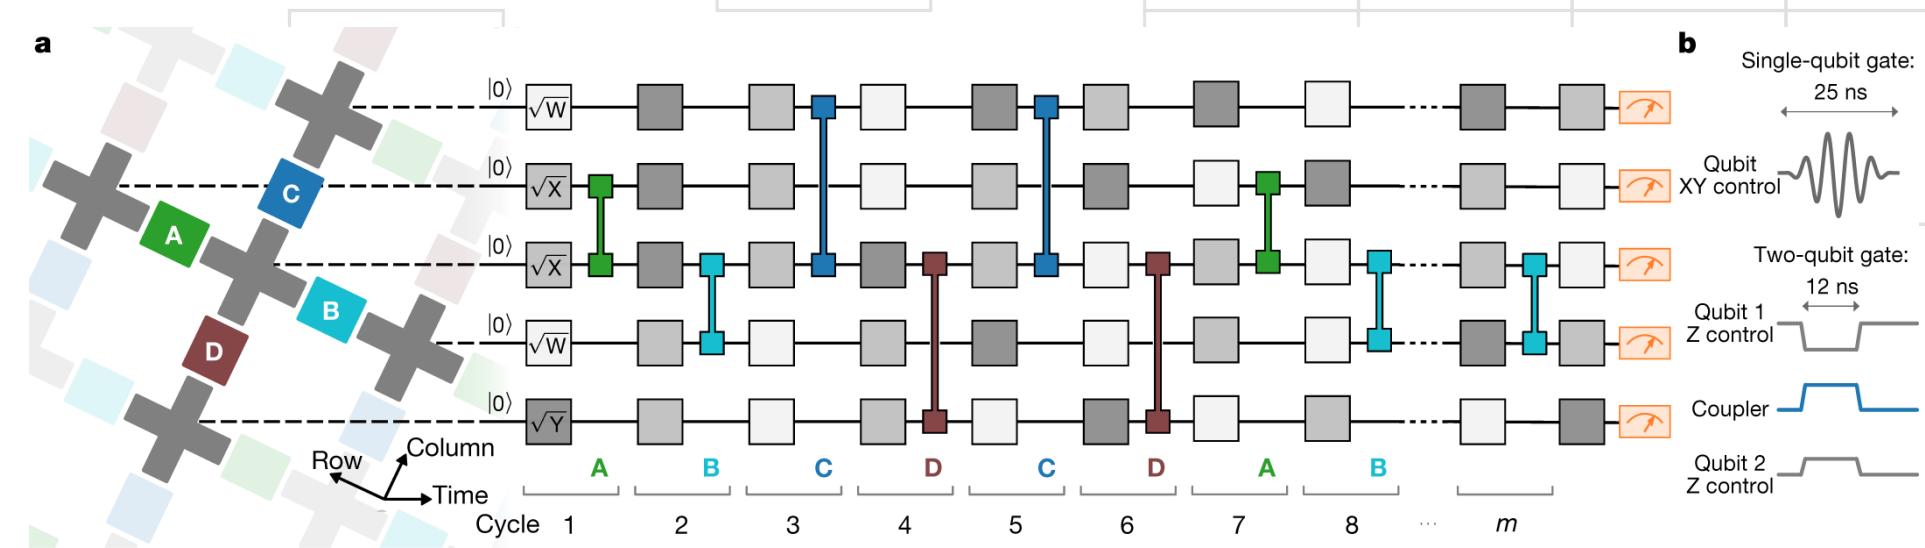 a
C
A
B
D
Row
Column
Time
|0⟩
|0⟩
|0⟩
|0⟩
|0⟩
√W
√X
√X
√W
√Y
A B C D C D A B
Cycle 1 2 3 4 5 6 7 8 ... m
b
Single-qubit gate:
25 ns
Qubit
XY control
Two-qubit gate:
12 ns
Qubit 1
Z control
Coupler
Qubit 2
Z control